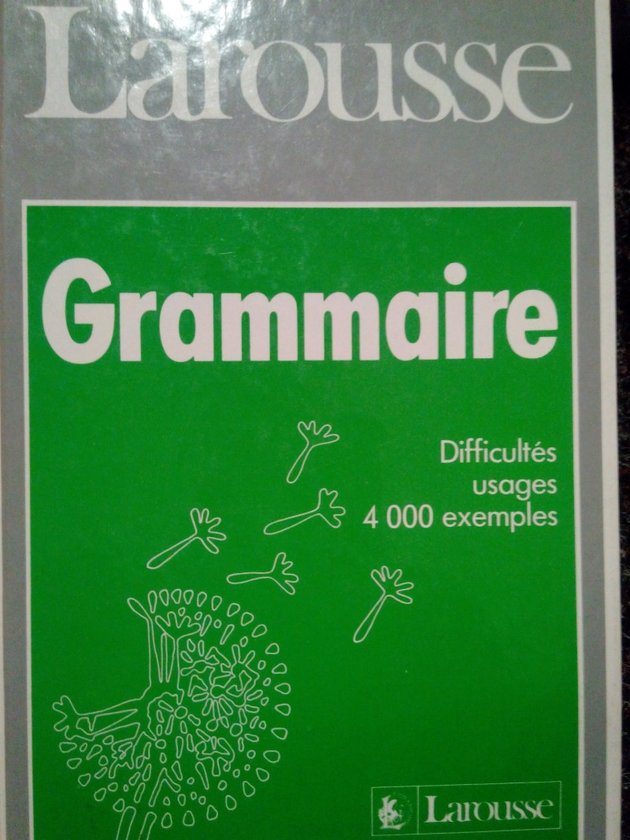 Larousse
Grammaire
Difficultés
usages
4 000 exemples
Larousse